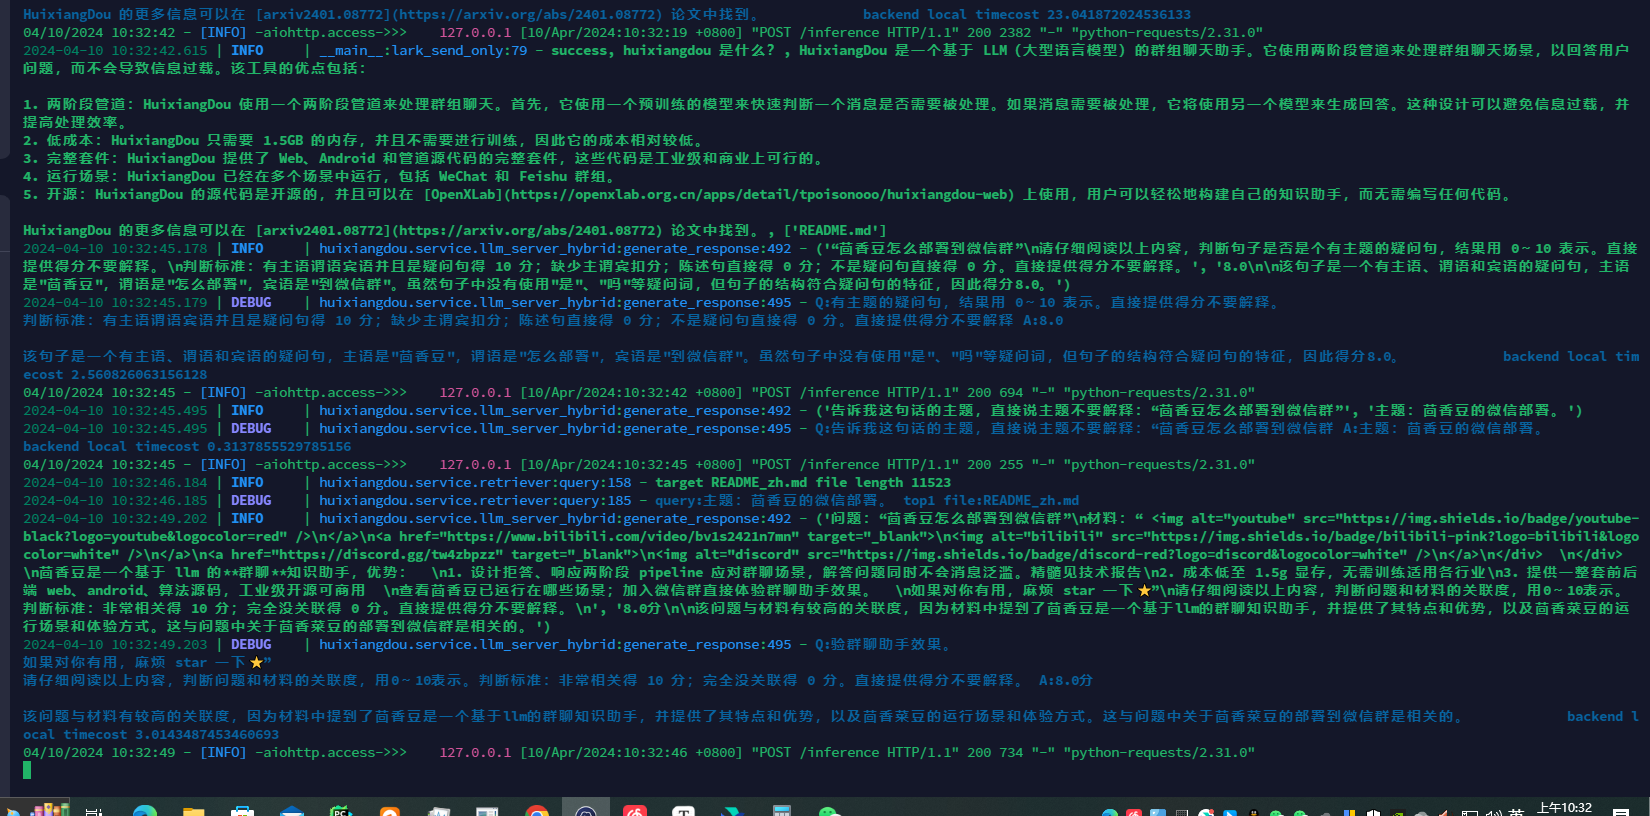 HuixiangDou 的更多信息可以在 [arxiv2401.08772](https://arxiv.org/abs/2401.08772) 论文中找到。 backend local timecost 23.041872024536133
04/10/2024 10:32:42 - [INFO] -aiohttp.access->>> 127.0.0.1 [10/Apr/2024:10:32:19 +0800] "POST /inference HTTP/1.1" 200 2382 "-" "python-requests/2.31.0"
2024-04-10 10:32:42.615 | INFO | __main__:lark_send_only:79 - success, huixiangdou 是什么? , HuixiangDou 是一个基于 LLM (大型语言模型) 的群组聊天助手。它使用两阶段管道来处理群组聊天场景, 以回答用户
问题, 而不会导致信息过载。该工具的优点包括:
1. 两阶段管道: HuixiangDou 使用一个两阶段管道来处理群组聊天。首先, 它使用一个预训练的模型来快速判断一个消息是否需要被处理。如果消息需要被处理, 它将使用另一个模型来生成回答。这种设计可以避免信息过载, 并
提高处理效率。
2. 低成本: HuixiangDou 只需要 1.5GB 的内存, 并且不需要进行训练, 因此它的成本相对较低。
3. 完整套件: HuixiangDou 提供了 Web、Android 和管道源代码的完整套件, 这些代码是工业级和商业上可行的。
4. 运行场景: HuixiangDou 已经在多个场景中运行, 包括 WeChat 和 Feishu 群组。
5. 开源: HuixiangDou 的源代码是开源的, 并且可以在 [OpenXLab](https://openxlab.org.cn/apps/detail/tpoisonooo/huixiangdou-web) 上使用, 用户可以轻松地构建自己的知识助手, 而无需编写任何代码。
HuixiangDou 的更多信息可以在 [arxiv2401.08772](https://arxiv.org/abs/2401.08772) 论文中找到。, ['README.md']
2024-04-10 10:32:45.178 | INFO | huixiangdou.service.llm_server_hybrid:generate_response:492 - ('“茴香豆怎么部署到微信群”\n请仔细阅读以上内容, 判断句子是否是个有主题的疑问句, 结果用 0~10 表示。直接
提供得分不要解释。\n判断标准: 有主语谓语宾语并且是疑问句得 10 分; 缺少主谓宾扣分; 陈述句直接得 0 分; 不是疑问句直接得 0 分。直接提供得分不要解释。', '8.0\n\n该句子是一个有主语、谓语和宾语的疑问句, 主语
是"茴香豆", 谓语是"怎么部署", 宾语是"到微信群"。虽然句子中没有使用"是"、"吗"等疑问词, 但句子的结构符合疑问句的特征, 因此得分8.0。')
2024-04-10 10:32:45.179 | DEBUG | huixiangdou.service.llm_server_hybrid:generate_response:495 - Q:有主题的疑问句, 结果用 0~10 表示。直接提供得分不要解释。
判断标准: 有主语谓语宾语并且是疑问句得 10 分; 缺少主谓宾扣分; 陈述句直接得 0 分; 不是疑问句直接得 0 分。直接提供得分不要解释 A:8.0
该句子是一个有主语、谓语和宾语的疑问句, 主语是"茴香豆", 谓语是"怎么部署", 宾语是"到微信群"。虽然句子中没有使用"是"、"吗"等疑问词, 但句子的结构符合疑问句的特征, 因此得分8.0。 backend local tim
ecost 2.560826063156128
04/10/2024 10:32:45 - [INFO] -aiohttp.access->>> 127.0.0.1 [10/Apr/2024:10:32:42 +0800] "POST /inference HTTP/1.1" 200 694 "-" "python-requests/2.31.0"
2024-04-10 10:32:45.495 | INFO | huixiangdou.service.llm_server_hybrid:generate_response:492 - ('告诉我这句话的主题, 直接说主题不要解释: “茴香豆怎么部署到微信群”', '主题: 茴香豆的微信部署。')
2024-04-10 10:32:45.495 | DEBUG | huixiangdou.service.llm_server_hybrid:generate_response:495 - Q:告诉我这句话的主题, 直接说主题不要解释: “茴香豆怎么部署到微信群 A:主题: 茴香豆的微信部署。
backend local timecost 0.3137855529785156
04/10/2024 10:32:45 - [INFO] -aiohttp.access->>> 127.0.0.1 [10/Apr/2024:10:32:45 +0800] "POST /inference HTTP/1.1" 200 255 "-" "python-requests/2.31.0"
2024-04-10 10:32:46.184 | INFO | huixiangdou.service.retriever:query:158 - target README_zh.md file length 11523
2024-04-10 10:32:46.185 | DEBUG | huixiangdou.service.retriever:query:185 - query:主题: 茴香豆的微信部署。 top1 file:README_zh.md
2024-04-10 10:32:49.202 | INFO | huixiangdou.service.llm_server_hybrid:generate_response:492 - ('问题: “茴香豆怎么部署到微信群”\n材料: “ <img alt="youtube" src="https://img.shields.io/badge/youtube-
black?logo=youtube&logocolor=red" />\n</a>\n<a href="https://www.bilibili.com/video/bv1s2421n7mn" target="_blank">\n<img alt="bilibili" src="https://img.shields.io/badge/bilibili-pink?logo=bilibili&logo
color=white" />\n</a>\n<a href="https://discord.gg/tw4zbpzz" target="_blank">\n<img alt="discord" src="https://img.shields.io/badge/discord-red?logo=discord&logocolor=white" />\n</a>\n</div> \n</div>
\n茴香豆是一个基于 llm 的**群聊**知识助手, 优势: \n1. 设计拒答、响应两阶段 pipeline 应对群聊场景, 解答问题同时不会消息泛滥。精髓见技术报告\n2. 成本低至 1.5g 显存, 无需训练适用各行业\n3. 提供一整套前后
端 web、android、算法源码, 工业级开源可商用 \n查看茴香豆已运行在哪些场景; 加入微信群直接体验群聊助手效果。 \n如果对你有用, 麻烦 star 一下⭐”\n请仔细阅读以上内容, 判断问题和材料的关联度, 用0~10表示。
判断标准: 非常相关得 10 分; 完全没关联得 0 分。直接提供得分不要解释。\n', '8.0分\n\n该问题与材料有较高的关联度, 因为材料中提到了茴香豆是一个基于llm的群聊知识助手, 并提供了其特点和优势, 以及茴香菜豆的运
行场景和体验方式。这与问题中关于茴香菜豆的部署到微信群是相关的。')
2024-04-10 10:32:49.203 | DEBUG | huixiangdou.service.llm_server_hybrid:generate_response:495 - Q:验群聊助手效果。
如果对你有用, 麻烦 star 一下⭐”
请仔细阅读以上内容, 判断问题和材料的关联度, 用0~10表示。判断标准: 非常相关得 10 分; 完全没关联得 0 分。直接提供得分不要解释。 A:8.0分
该问题与材料有较高的关联度, 因为材料中提到了茴香豆是一个基于llm的群聊知识助手, 并提供了其特点和优势, 以及茴香菜豆的运行场景和体验方式。这与问题中关于茴香菜豆的部署到微信群是相关的。 backend l
ocal timecost 3.0143487453460693
04/10/2024 10:32:49 - [INFO] -aiohttp.access->>> 127.0.0.1 [10/Apr/2024:10:32:46 +0800] "POST /inference HTTP/1.1" 200 734 "-" "python-requests/2.31.0"
上午10:32